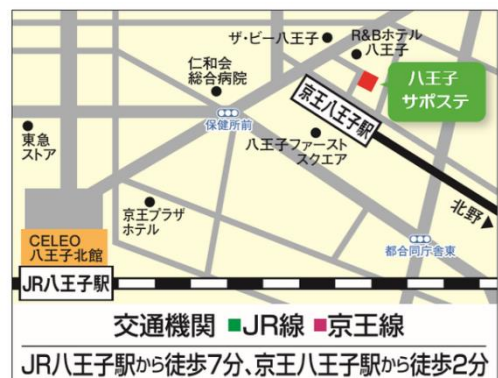 ザ・ビー八王子
R&Bホテル
八王子
仁和会
総合病院
八王子
サポステ
保健所前
京王八王子駅
東急
ストア
八王子ファースト
スクエア
京王プラザ
ホテル
北野
CELEO
八王子北館
都合同庁舎東
JR八王子駅
交通機関 ■JR線 ■京王線
JR八王子駅から徒歩7分、京王八王子駅から徒歩2分